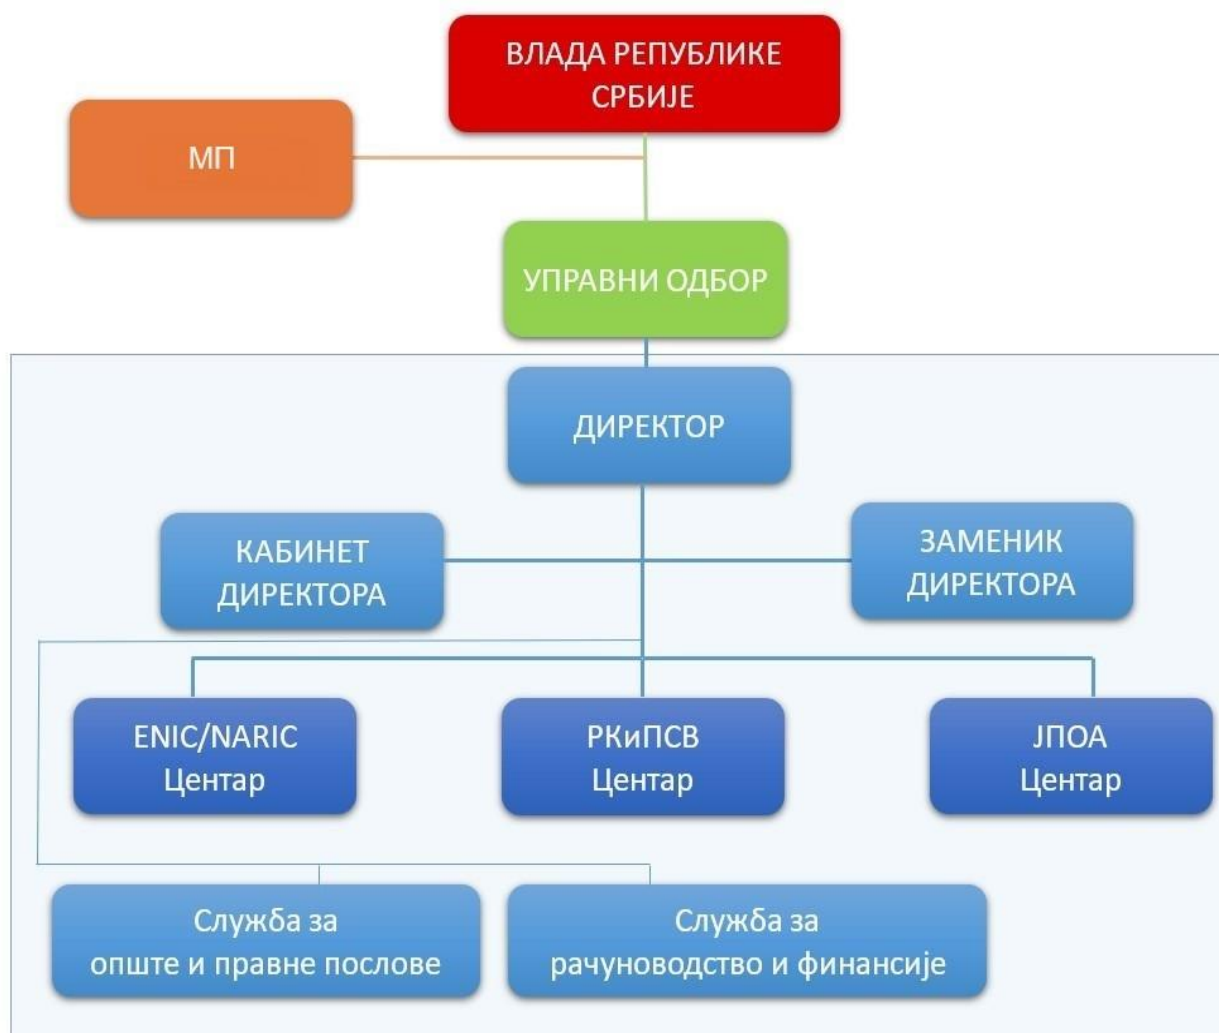 ВЛАДА РЕПУБЛИКЕ
СРБИЈЕ
МП
УПРАВНИ ОДБОР
ДИРЕКТОР
КАБИНЕТ
ДИРЕКТОРА
ЗАМЕНИК
ДИРЕКТОРА
ENIC/NARIC
Центар
РКиПСВ
Центар
ЈПОА
Центар
Служба за
опште и правне послове
Служба за
рачуноводство и финансије